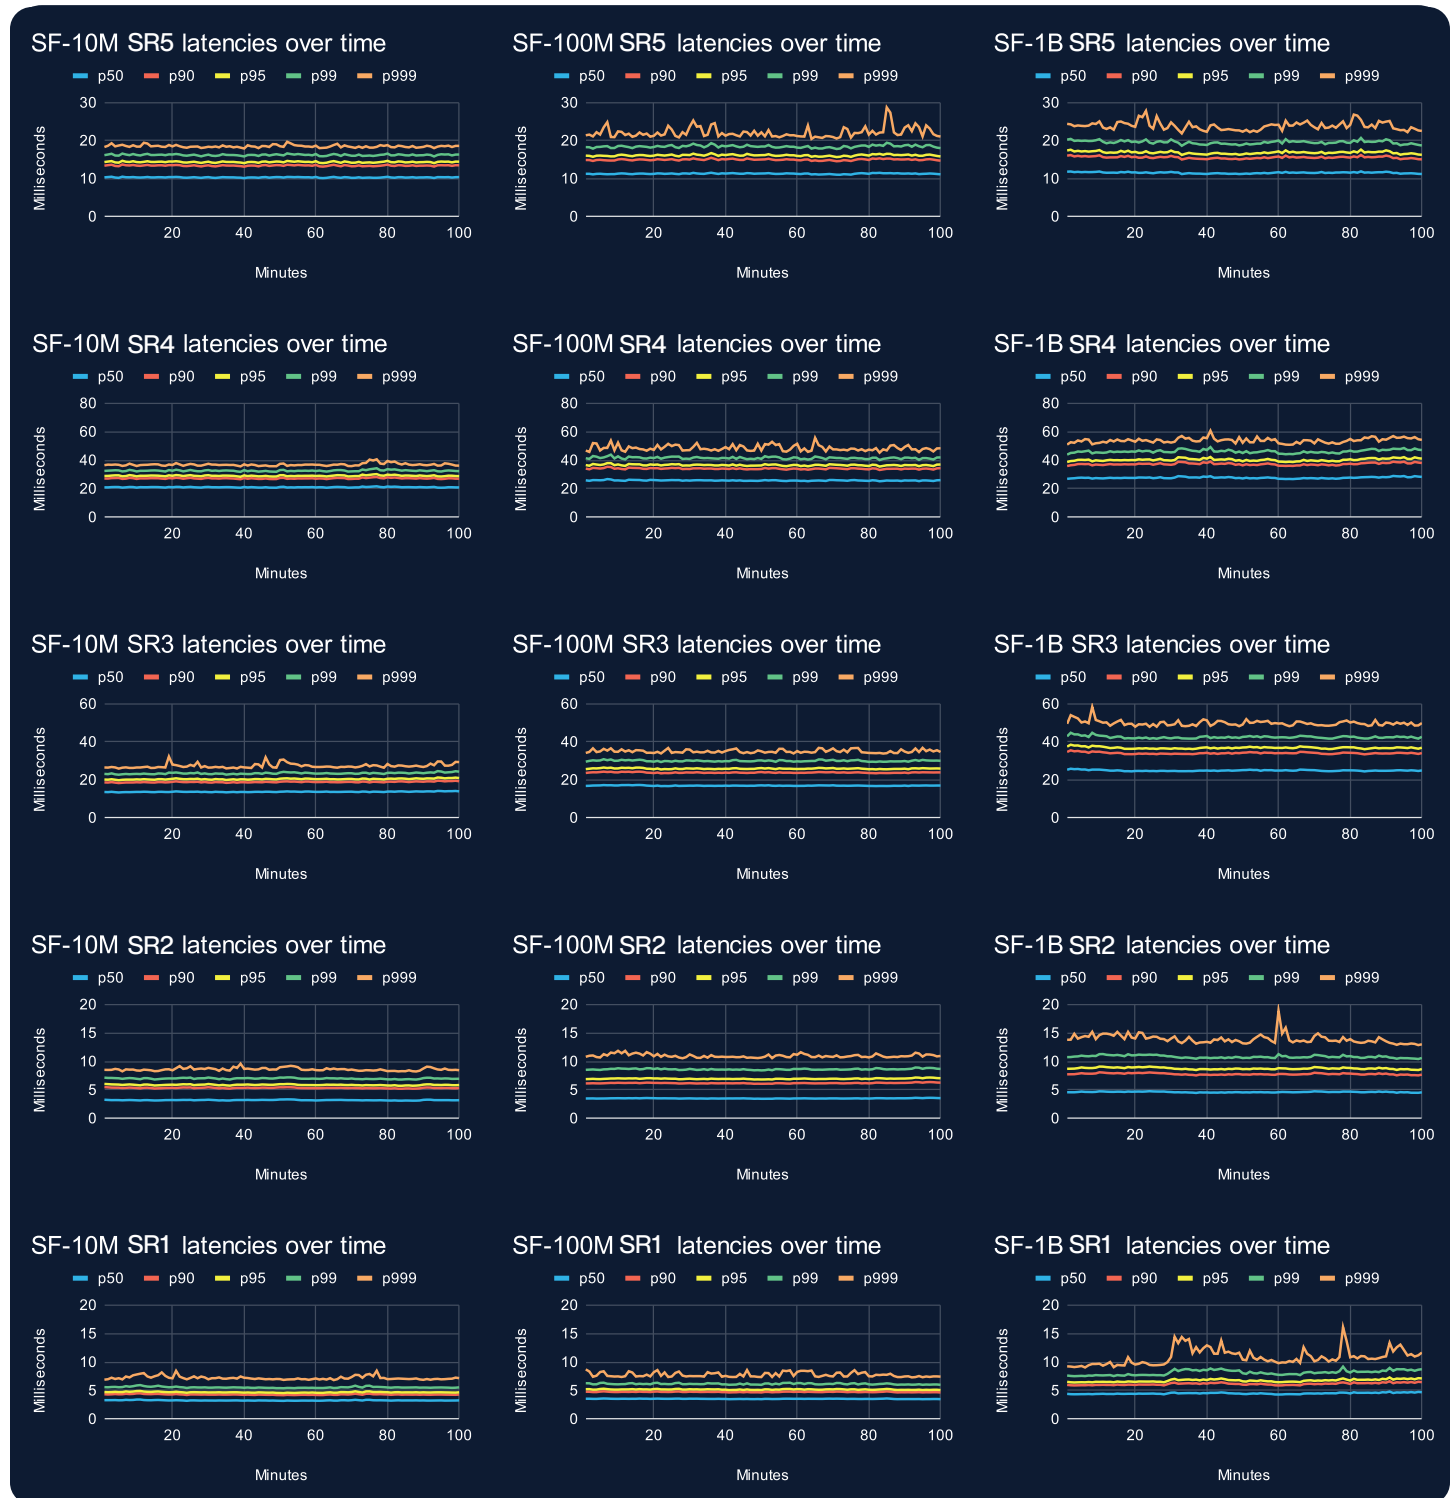 SF-10M SR5 latencies over time
p50 p90 p95 p99 p999
30
20
10
0
Milliseconds
20 40 60 80 100
Minutes
SF-100M SR5 latencies over time
p50 p90 p95 p99 p999
30
20
10
0
Milliseconds
20 40 60 80 100
Minutes
SF-1B SR5 latencies over time
p50 p90 p95 p99 p999
30
20
10
0
Milliseconds
20 40 60 80 100
Minutes
SF-10M SR4 latencies over time
p50 p90 p95 p99 p999
80
60
40
20
0
Milliseconds
20 40 60 80 100
Minutes
SF-100M SR4 latencies over time
p50 p90 p95 p99 p999
80
60
40
20
0
Milliseconds
20 40 60 80 100
Minutes
SF-1B SR4 latencies over time
p50 p90 p95 p99 p999
80
60
40
20
0
Milliseconds
20 40 60 80 100
Minutes
SF-10M SR3 latencies over time
p50 p90 p95 p99 p999
60
40
20
0
Milliseconds
20 40 60 80 100
Minutes
SF-100M SR3 latencies over time
p50 p90 p95 p99 p999
60
40
20
0
Milliseconds
20 40 60 80 100
Minutes
SF-1B SR3 latencies over time
p50 p90 p95 p99 p999
60
40
20
0
Milliseconds
20 40 60 80 100
Minutes
SF-10M SR2 latencies over time
p50 p90 p95 p99 p999
20
15
10
5
0
Milliseconds
20 40 60 80 100
Minutes
SF-100M SR2 latencies over time
p50 p90 p95 p99 p999
20
15
10
5
0
Milliseconds
20 40 60 80 100
Minutes
SF-1B SR2 latencies over time
p50 p90 p95 p99 p999
20
15
10
5
0
Milliseconds
20 40 60 80 100
Minutes
SF-10M SR1 latencies over time
p50 p90 p95 p99 p999
20
15
10
5
0
Milliseconds
20 40 60 80 100
Minutes
SF-100M SR1 latencies over time
p50 p90 p95 p99 p999
20
15
10
5
0
Milliseconds
20 40 60 80 100
Minutes
SF-1B SR1 latencies over time
p50 p90 p95 p99 p999
20
15
10
5
0
Milliseconds
20 40 60 80 100
Minutes